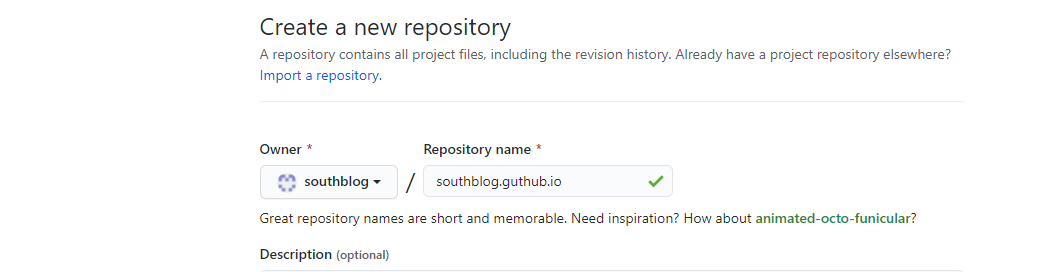 Create a new repository
A repository contains all project files, including the revision history. Already have a project repository elsewhere?
Import a repository.
Owner * Repository name *
southblog / southblog.guthub.io
Great repository names are short and memorable. Need inspiration? How about animated-octo-funicular?
Description (optional)